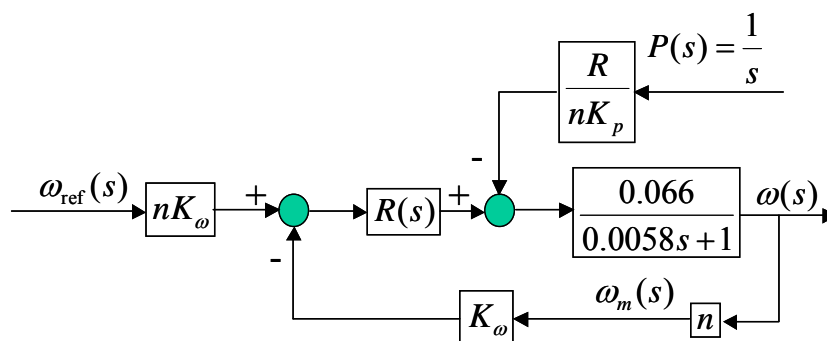 P(s) = 1/s
R/nK_p
-
ω_ref(s)
nK_ω
+
R(s)
+
0.066/0.0058s+1
ω(s)
-
K_ω
ω_m(s)
n